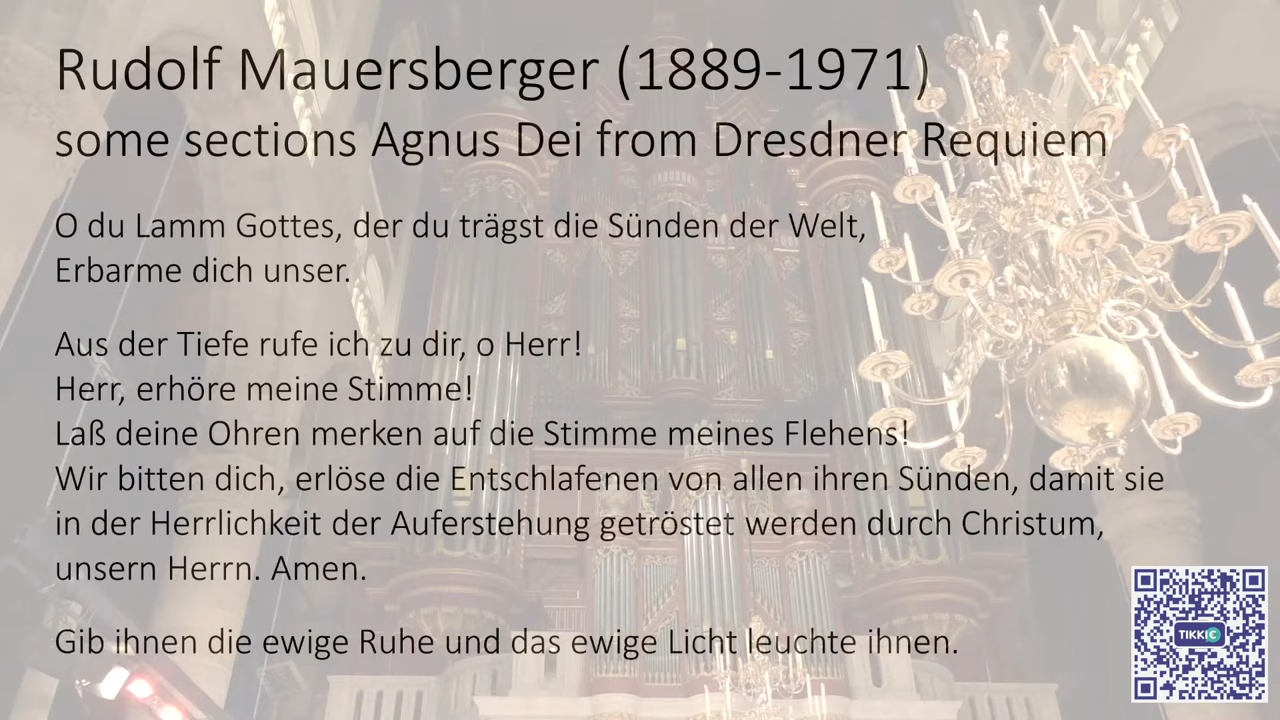 Rudolf Mauersberger (1889-1971)
some sections Agnus Dei from Dresdner Requiem
O du Lamm Gottes, der du trägst die Sünden der Welt,
Erbarme dich unser.
Aus der Tiefe rufe ich zu dir, o Herr!
Herr, erhöre meine Stimme!
Laß deine Ohren merken auf die Stimme meines Flehens!
Wir bitten dich, erlöse die Entschlafenen von allen ihren Sünden, damit sie
in der Herrlichkeit der Auferstehung getröstet werden durch Christum,
unsern Herrn. Amen.
Gib ihnen die ewige Ruhe und das ewige Licht leuchte ihnen.
TIKKIE